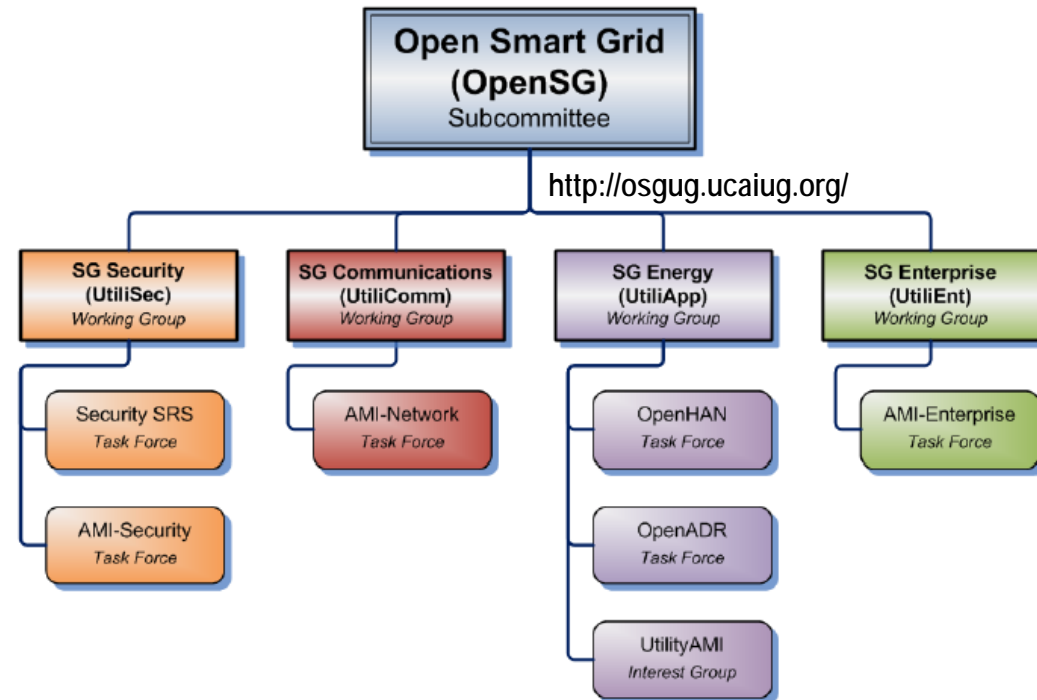 Open Smart Grid
(OpenSG)
Subcommittee
http://osgug.ucaiug.org/
SG Security
(UtiliSec)
Working Group
SG Communications
(UtiliComm)
Working Group
SG Energy
(UtiliApp)
Working Group
SG Enterprise
(UtiliEnt)
Working Group
Security SRS
Task Force
AMI-Network
Task Force
OpenHAN
Task Force
AMI-Enterprise
Task Force
AMI-Security
Task Force
OpenADR
Task Force
UtilityAMI
Interest Group